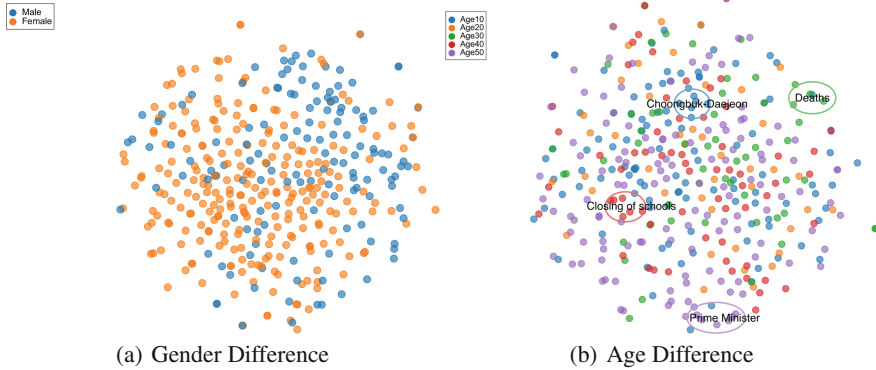 Male
Female
Age10
Age20
Age30
Age40
Age50
Choongbuk-Daejeon
Deaths
Closing of schools
Prime Minister
(a) Gender Difference
(b) Age Difference